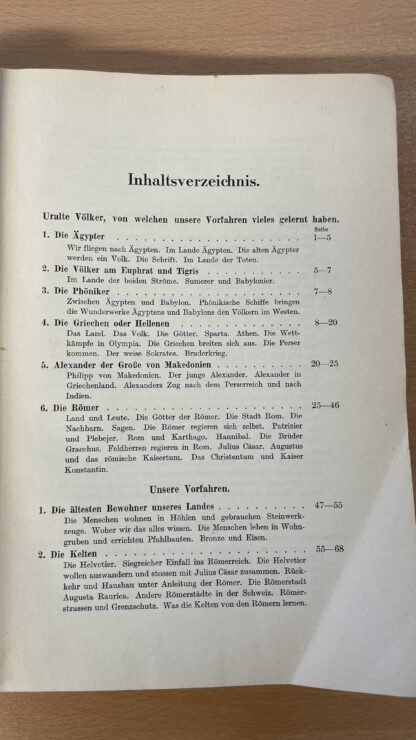 Inhaltsverzeichnis.
Uralte Völker, von welchen unsere Vorfahren vieles gelernt haben.
Seite
1. Die Ägypter . . . . . . . . . . . . . . . . . . . . 1—5
Wir fliegen nach Ägypten. Im Lande Ägypten. Die alten Ägypter
werden ein Volk. Die Schrift. Im Lande der Toten.
2. Die Völker am Euphrat und Tigris . . . . . . . . . . . 5—7
Im Lande der beiden Ströme. Sumerer und Babylonier.
3. Die Phöniker . . . . . . . . . . . . . . . . . . . . 7—8
Zwischen Ägypten und Babylon. Phönikische Schiffe bringen
die Wunderwerke Ägyptens und Babylons den Völkern im Westen.
4. Die Griechen oder Hellenen . . . . . . . . . . . . . . 8—20
Das Land. Das Volk. Die Götter. Sparta. Athen. Die Wett-
kämpfe in Olympia. Die Griechen breiten sich aus. Die Perser
kommen. Der weise Sokrates. Bruderkrieg.
5. Alexander der Große von Makedonien . . . . . . . . . . 20—25
Philipp von Makedonien. Der junge Alexander. Alexander in
Griechenland. Alexanders Zug nach dem Perserreich und nach
Indien.
6. Die Römer . . . . . . . . . . . . . . . . . . . . . 25—46
Land und Leute. Die Götter der Römer. Die Stadt Rom. Die
Nachbarn. Sagen. Die Römer regieren sich selbst. Patrizier
und Plebejer. Rom und Karthago. Hannibal. Die Brüder
Gracchus. Feldherren regieren in Rom. Julius Cäsar. Augustus
und das römische Kaisertum. Das Christentum und Kaiser
Konstantin.
Unsere Vorfahren.
1. Die ältesten Bewohner unseres Landes . . . . . . . . . 47—55
Die Menschen wohnen in Höhlen und gebrauchen Steinwerk-
zeuge. Woher wir das alles wissen. Die Menschen leben in Wohn-
gruben und errichten Pfahlbauten. Bronze und Eisen.
2. Die Kelten . . . . . . . . . . . . . . . . . . . . . 55—68
Die Helvetier. Siegreicher Einfall ins Römerreich. Die Helvetier
wollen auswandern und stossen mit Julius Cäsar zusammen. Rück-
kehr und Hausbau unter Anleitung der Römer. Die Römerstadt
Augusta Raurica. Andere Römerstädte in der Schweiz. Römer-
strassen und Grenzschutz. Was die Kelten von den Römern lernen.